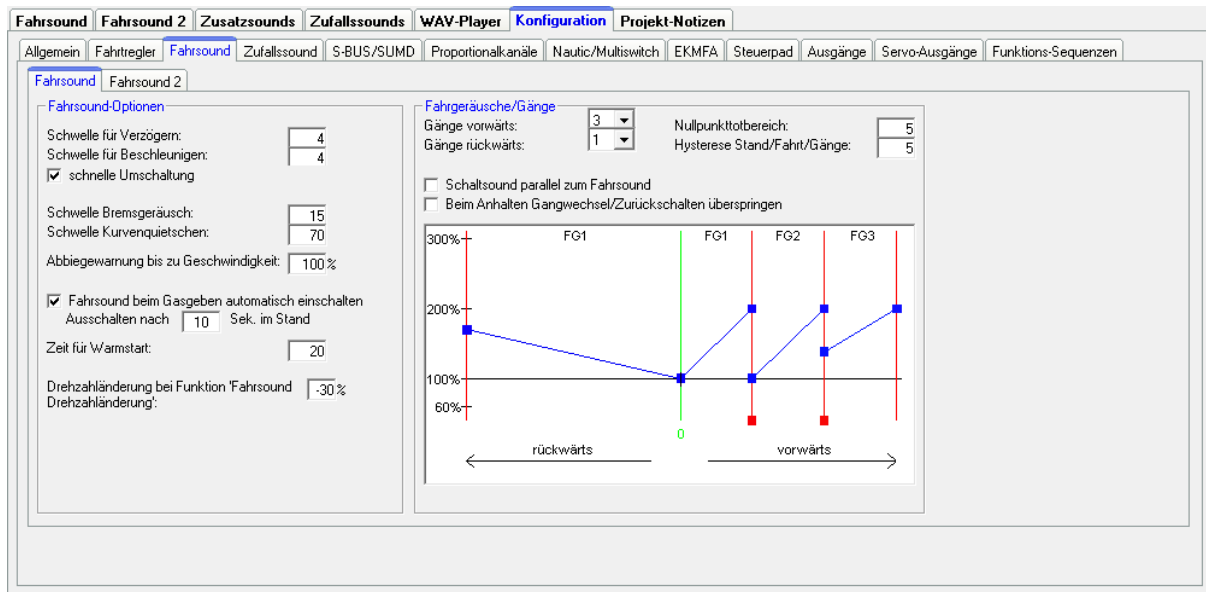 Fahrsound Fahrsound 2 Zusatzsounds Zufallssounds WAV-Player Konfiguration Projekt-Notizen
Allgemein Fahrtregler Fahrsound Zufallssound S-BUS/SUMD Proportionalkanäle Nautic/Multiswitch EKMFA Steuerpad Ausgänge Servo-Ausgänge Funktions-Sequenzen
Fahrsound Fahrsound 2
Fahrsound-Optionen
Schwelle für Verzögern: 4
Schwelle für Beschleunigen: 4
schnelle Umschaltung
Schwelle Bremsgeräusch: 15
Schwelle Kurvenquietschen: 70
Abbiegewarnung bis zu Geschwindigkeit: 100 %
Fahrsound beim Gasgeben automatisch einschalten
Ausschalten nach 10 Sek. im Stand
Zeit für Warmstart: 20
Drehzahländerung bei Funktion 'Fahrsound -30 %
Drehzahländerung':
Fahrgeräusche/Gänge
Gänge vorwärts: 3 Nullpunkttotbereich: 5
Gänge rückwärts: 1 Hysterese Stand/Fahrt/Gänge: 5
Schaltsound parallel zum Fahrsound
Beim Anhalten Gangwechsel/Zurückschalten überspringen
300% FG1 FG1 FG2 FG3
200%
100%
60%
0
rückwärts vorwärts